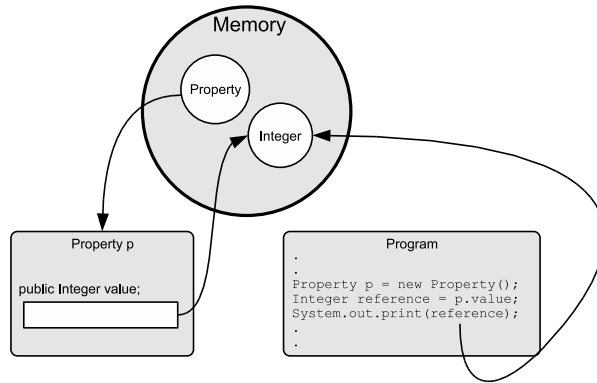 Memory
Property
Integer
Property p
public Integer value;
Program
.
.
Property p = new Property();
Integer reference = p.value;
System.out.print(reference);
.
.